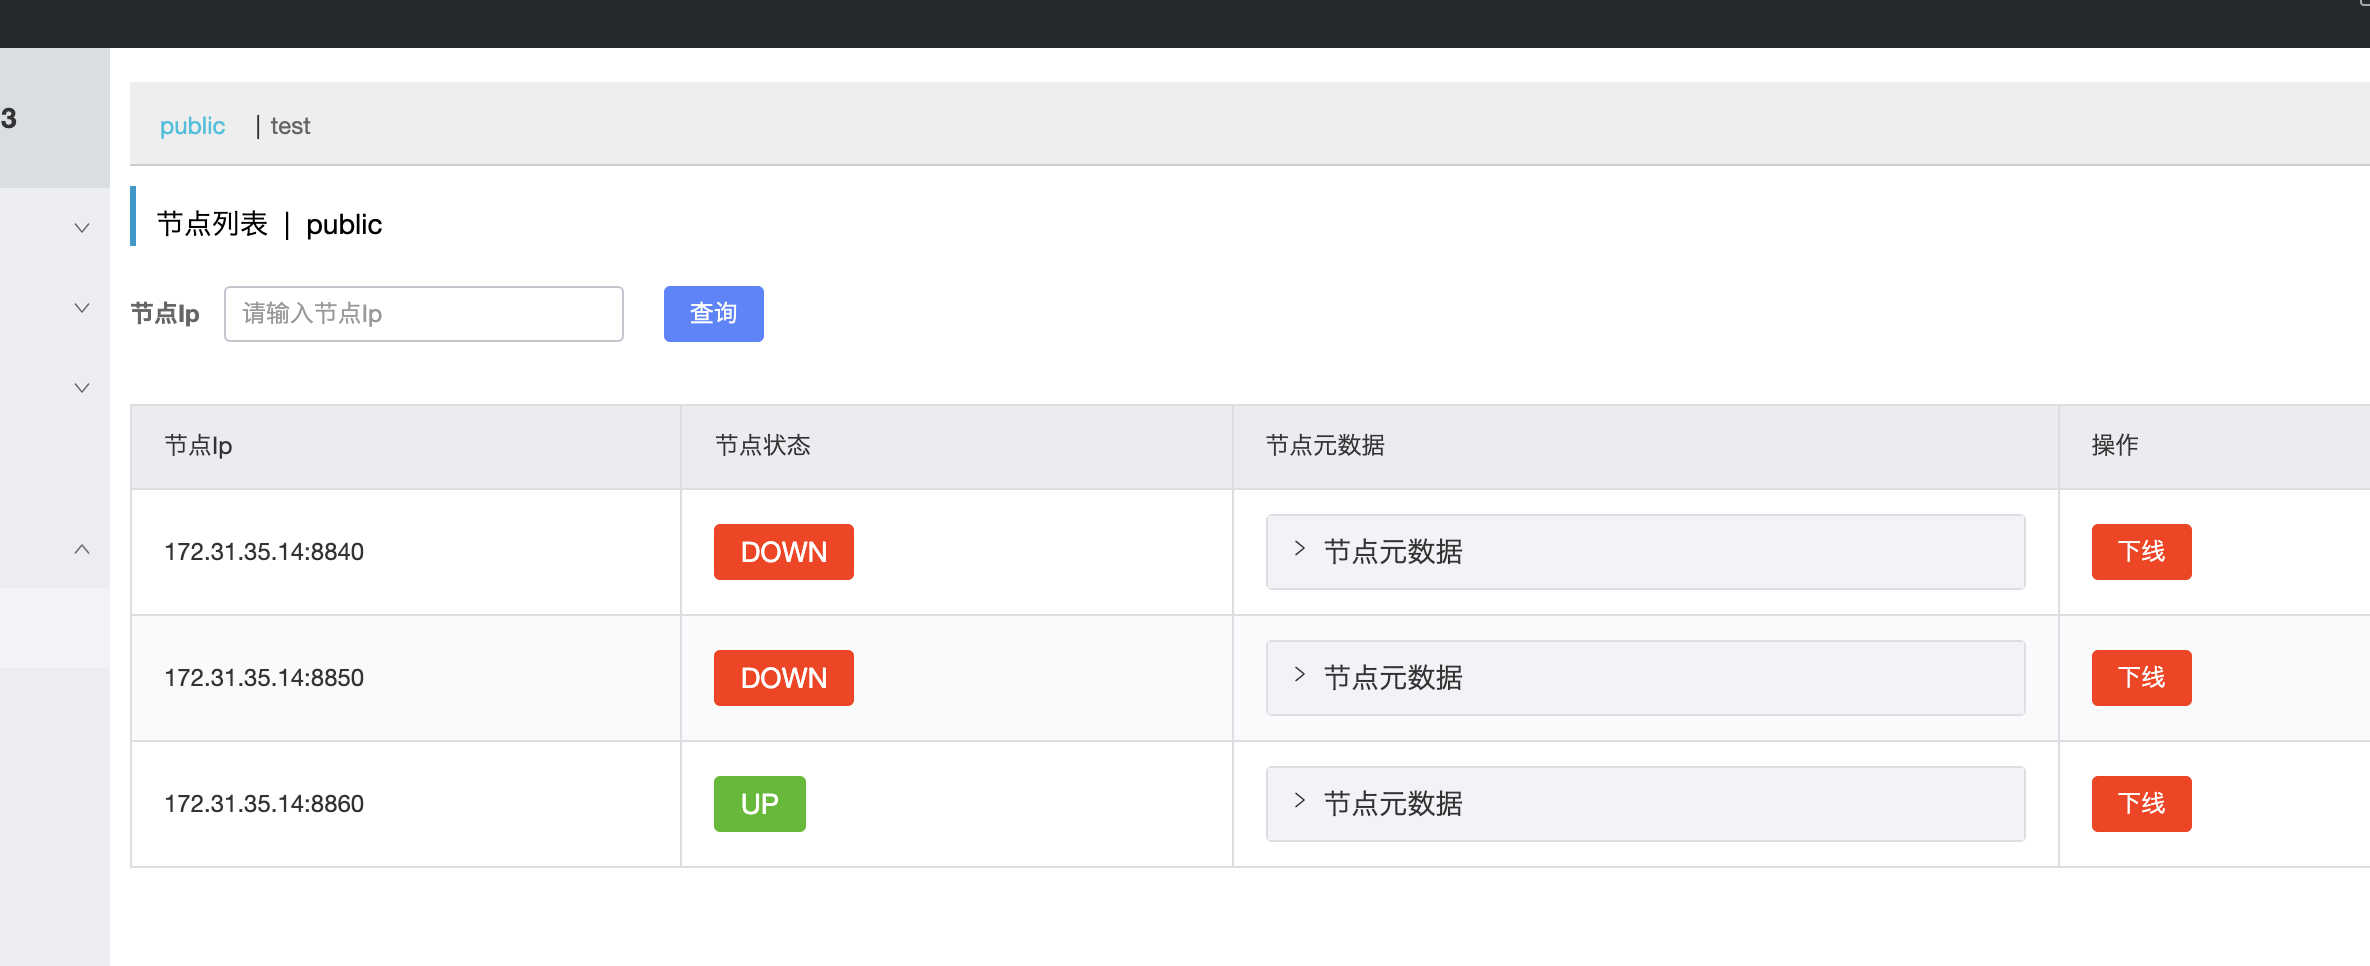 3
public | test
节点列表 | public
节点Ip 请输入节点Ip 查询
节点Ip 节点状态 节点元数据 操作
172.31.35.14:8840 DOWN > 节点元数据 下线
172.31.35.14:8850 DOWN > 节点元数据 下线
172.31.35.14:8860 UP > 节点元数据 下线